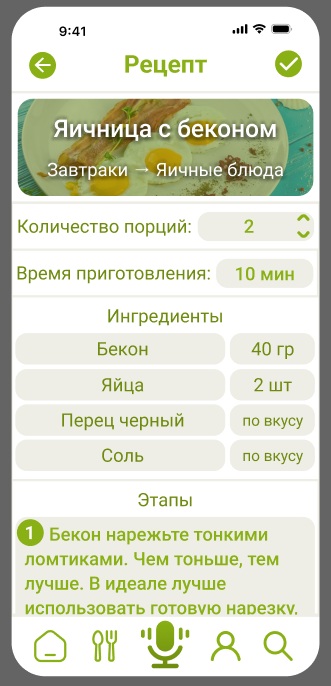 9:41
Рецепт
Яичница с беконом
Завтраки → Яичные блюда
Количество порций: 2
Время приготовления: 10 мин
Ингредиенты
Бекон 40 гр
Яйца 2 шт
Перец черный по вкусу
Соль по вкусу
Этапы
1 Бекон нарежьте тонкими
ломтиками. Чем тоньше, тем
лучше. В идеале лучше
использовать готовую нарезку.